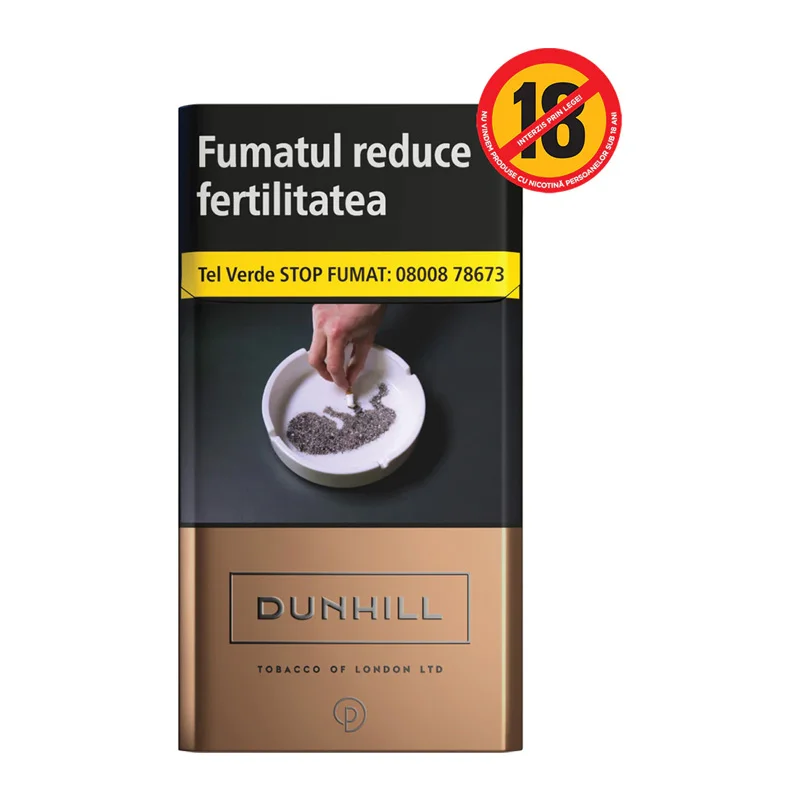 Fumatul reduce
fertilitatea
Tel Verde STOP FUMAT: 08008 78673
DUNHILL
TOBACCO OF LONDON LTD
18
INTERZIS PRIN LEGE!
NU VINDEM PRODUSE CU NICOTINĂ PERSOANELOR SUB 18 ANI